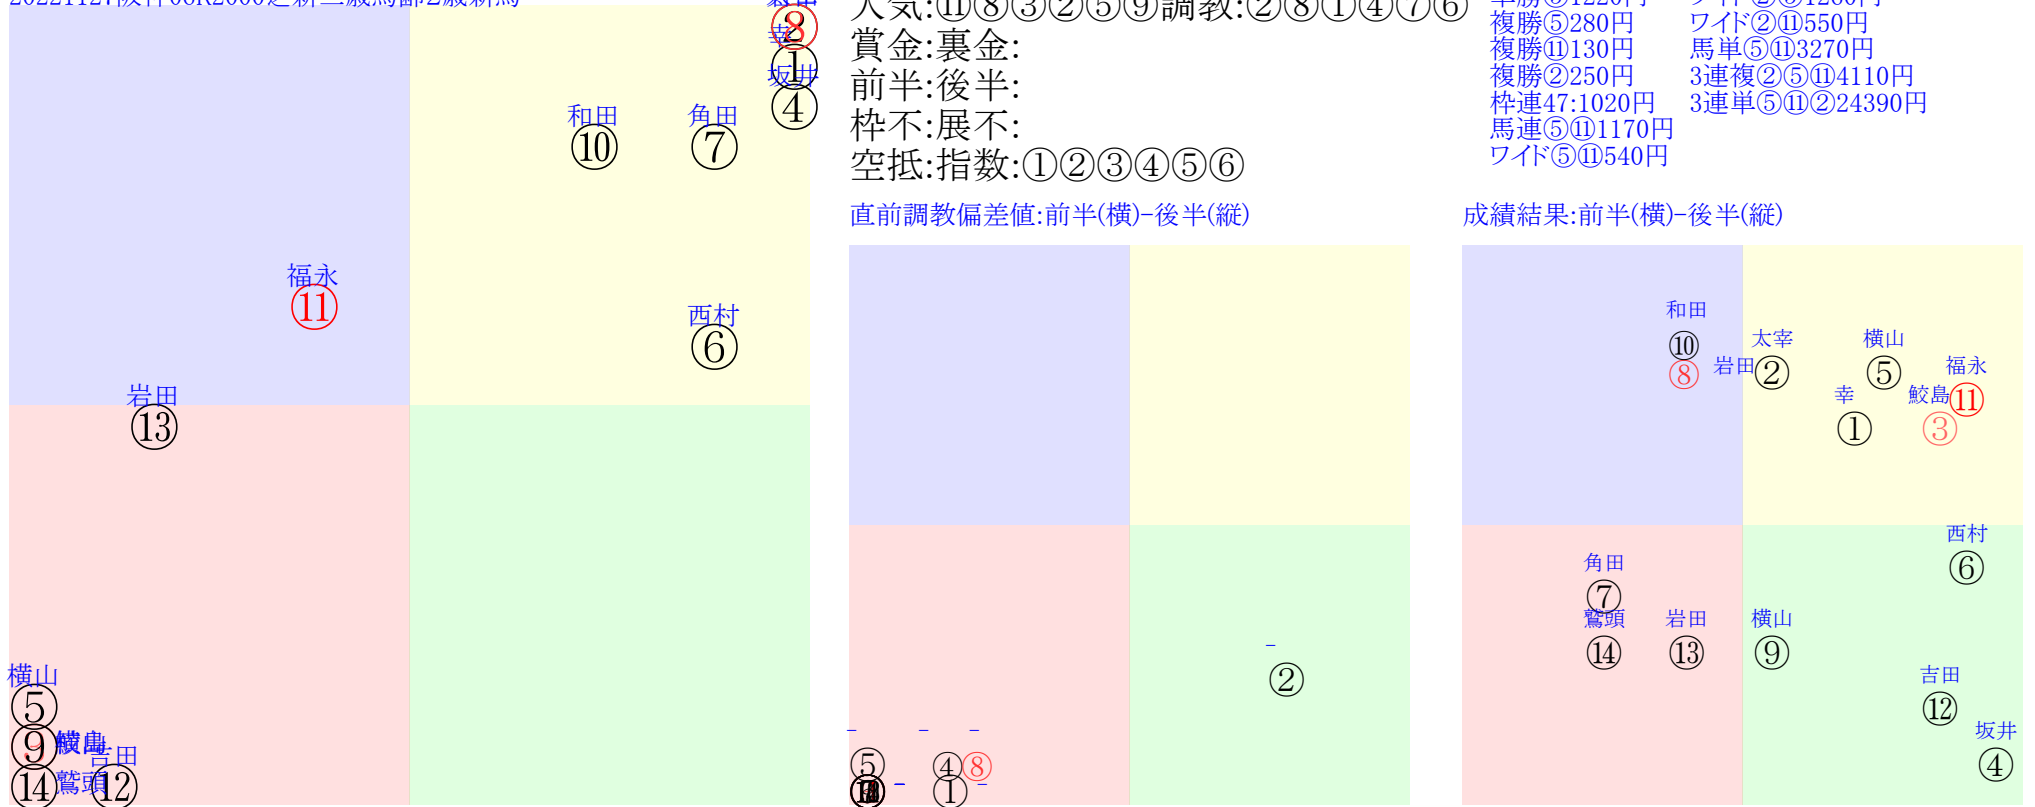 人気:⑪⑧③②⑤⑨調教:②⑧①④⑦⑥
賞金:裏金:
前半:後半:
枠不:展不:
空抵:指数:①②③④⑤⑥
複勝⑤280円 ワイド②⑪550円
複勝⑪130円 馬単⑤⑪3270円
複勝②250円 3連複②⑤⑪4110円
枠連47:1020円 3連単⑤⑪②24390円
馬連⑤⑪1170円
ワイド⑤⑪540円
幸
①
坂井
④
和田
⑩
角田
⑦
福永
⑪
西村
⑥
岩田
⑬
横山
⑤
⑨
吉田
⑫
⑭
鷲頭
直前調教偏差値:前半(横)-後半(縦)
-
②
- - -
⑤
④
⑧
- -
①
成績結果:前半(横)-後半(縦)
和田
⑩
⑧
岩田
太宰
②
横山
⑤
福永
⑪
幸
①
鮫島
③
西村
⑥
角田
⑦
鷲頭
⑭
岩田
⑬
横山
⑨
吉田
⑫
坂井
④